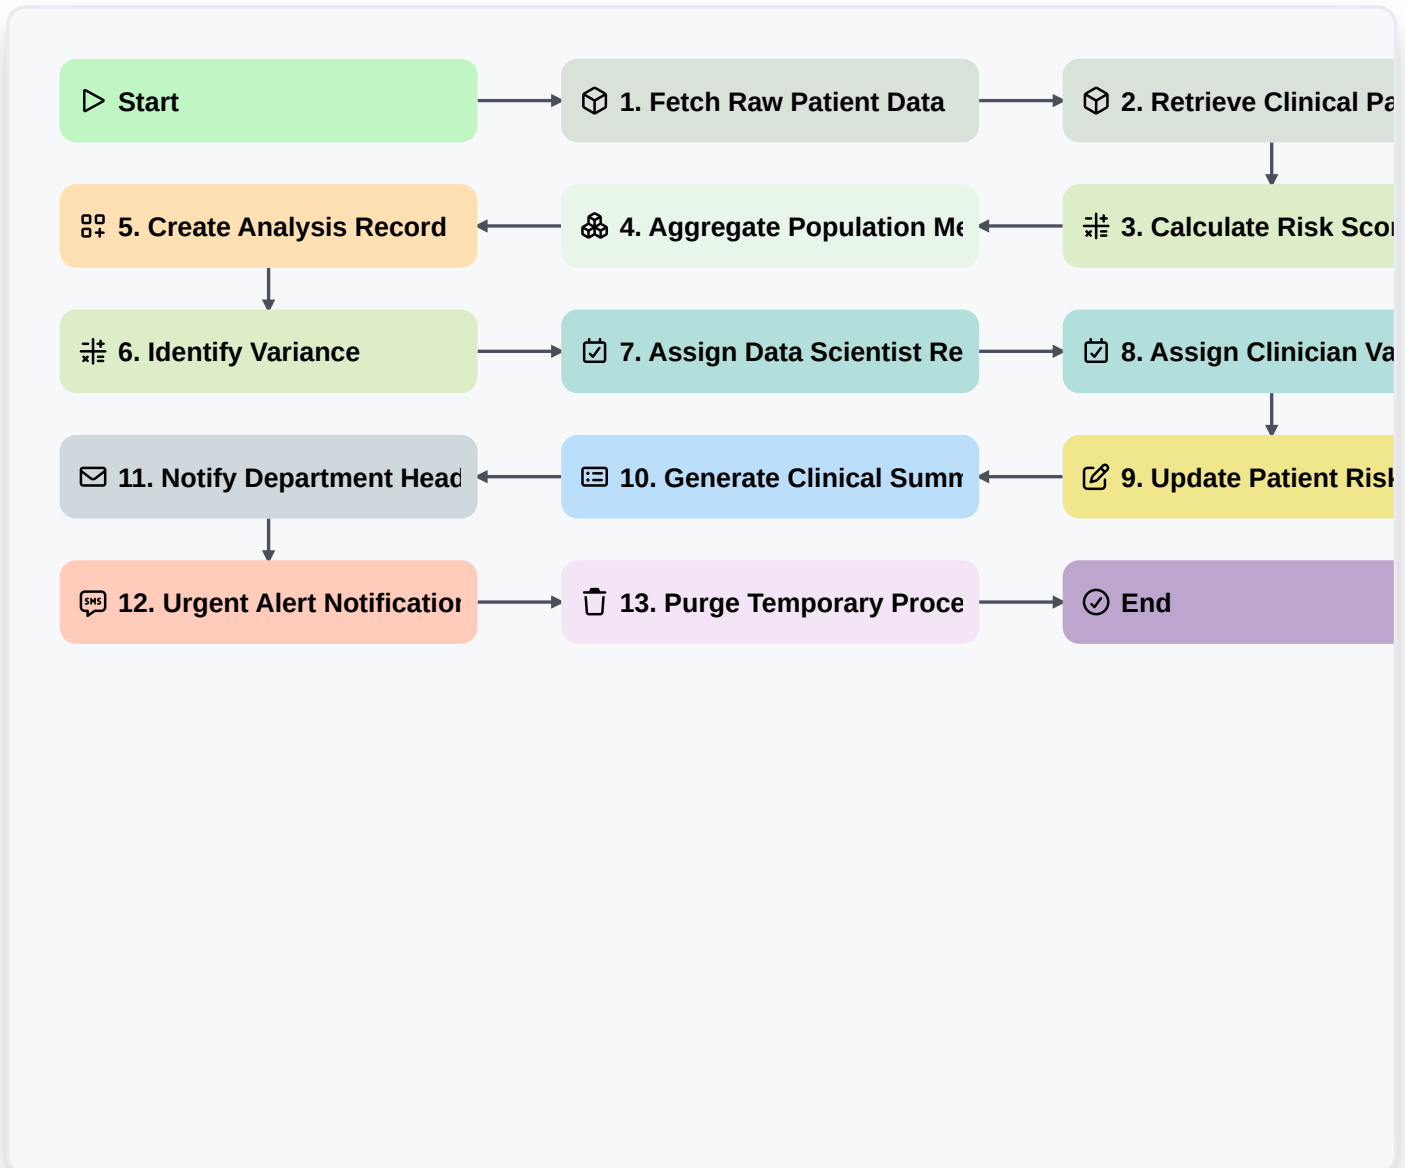 Start
1. Fetch Raw Patient Data
2. Retrieve Clinical Pa
5. Create Analysis Record
4. Aggregate Population Me
3. Calculate Risk Scor
6. Identify Variance
7. Assign Data Scientist Re
8. Assign Clinician Va
11. Notify Department Head
10. Generate Clinical Summ
9. Update Patient Risk
12. Urgent Alert Notification
SMS
13. Purge Temporary Proce
End